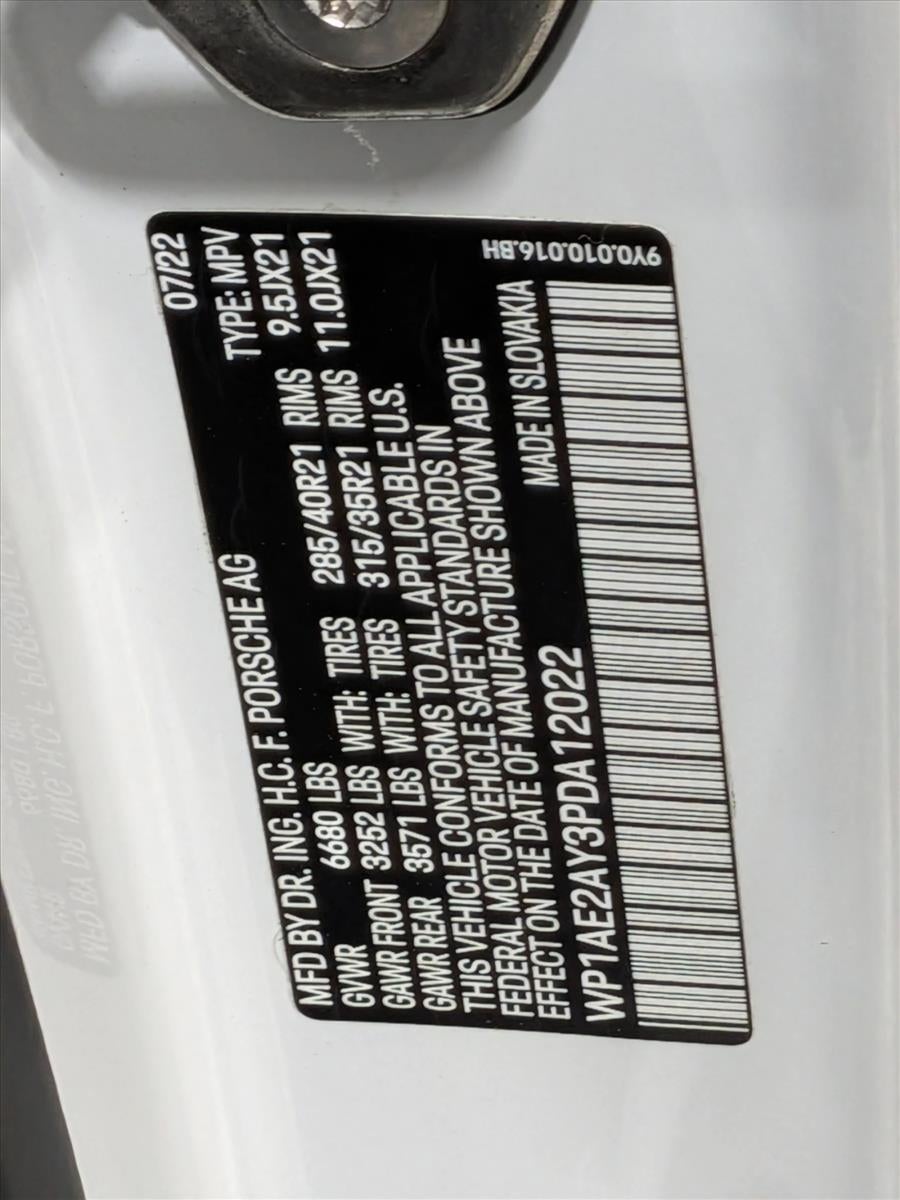 MFD BY DR. ING. H.C. F. PORSCHE AG 07/22
GVWR 6680 LBS TYPE: MPV
GAWR FRONT 3252 LBS WITH: TIRES 285/40R21 RIMS 9.5JX21
GAWR REAR 3571 LBS WITH: TIRES 315/35R21 RIMS 11.0JX21
THIS VEHICLE CONFORMS TO ALL APPLICABLE U.S.
FEDERAL MOTOR VEHICLE SAFETY STANDARDS IN
EFFECT ON THE DATE OF MANUFACTURE SHOWN ABOVE
WP1AE2AY3PDA12022 MADE IN SLOVAKIA
9Y0.010.016.BH